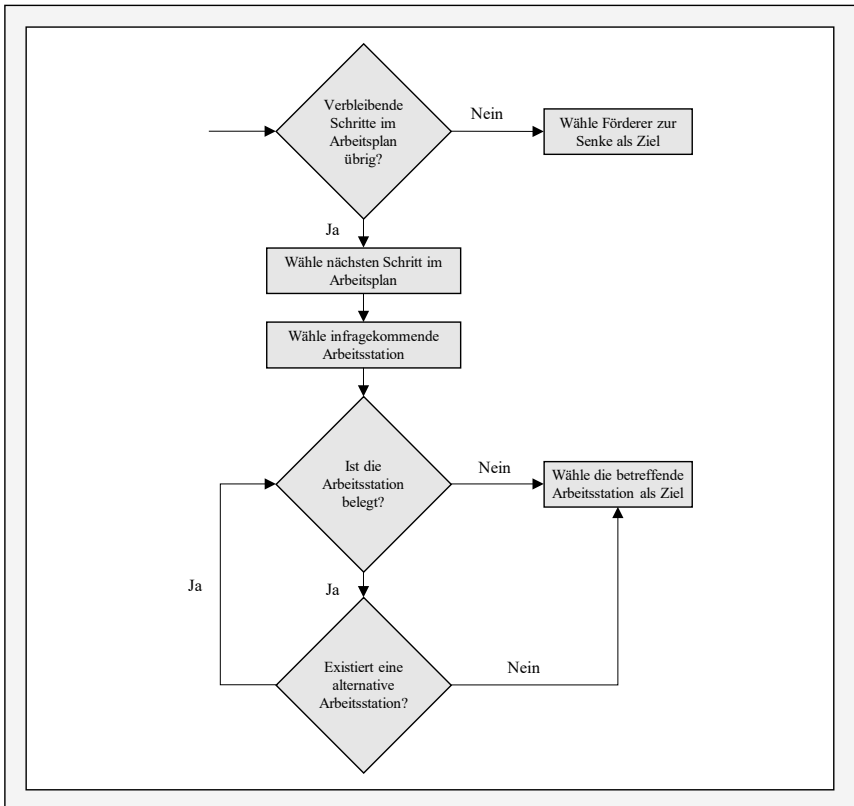 Verbleibende
Schritte im
Arbeitsplan
übrig?
Nein
Wähle Förderer zur
Senke als Ziel
Ja
Wähle nächsten Schritt im
Arbeitsplan
Wähle infragekommende
Arbeitsstation
Ist die
Arbeitsstation
belegt?
Nein
Wähle die betreffende
Arbeitsstation als Ziel
Ja
Ja
Existiert eine
alternative
Arbeitsstation?
Nein